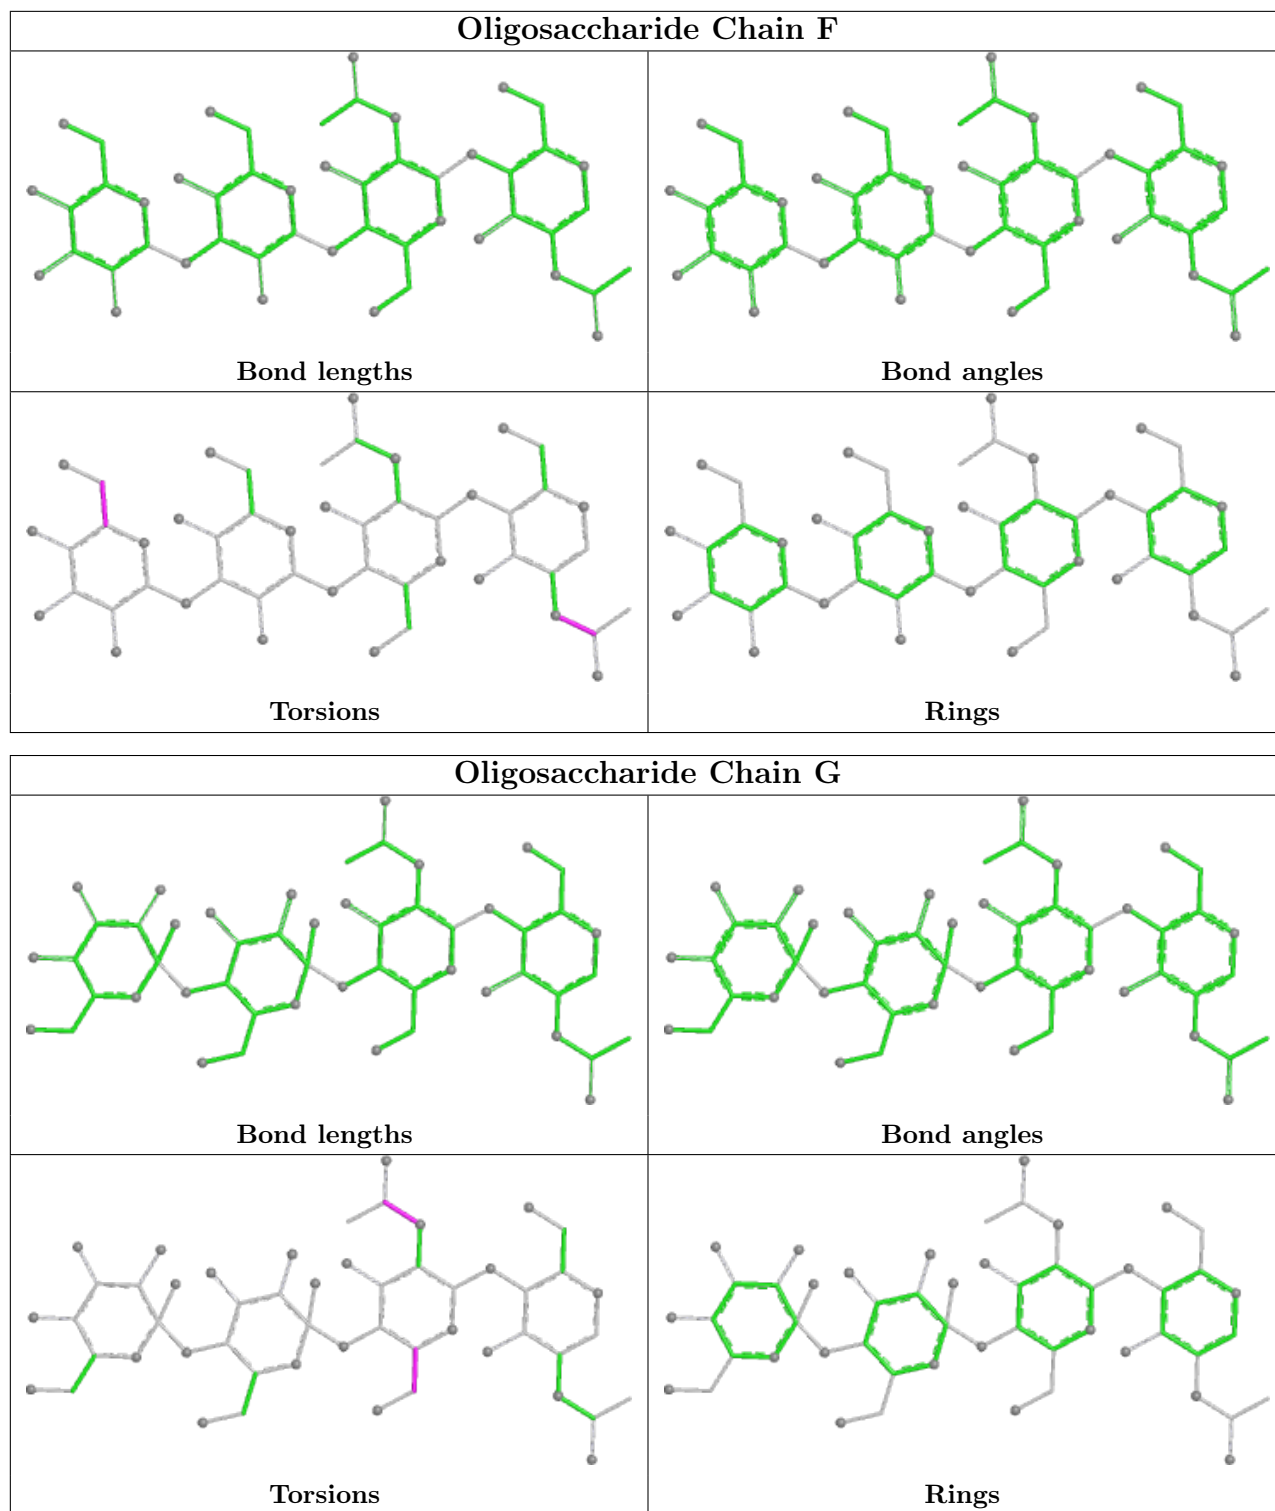 Oligosaccharide Chain F
Bond lengths
Bond angles
Torsions
Rings
Oligosaccharide Chain G
Bond lengths
Bond angles
Torsions
Rings